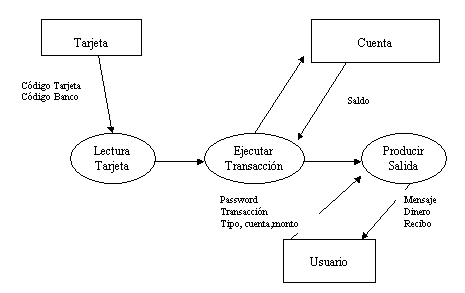 Tarjeta
Cuenta
Código Tarjeta
Código Banco
Saldo
Lectura
Tarjeta
Ejecutar
Transacción
Producir
Salida
Password
Transacción
Tipo, cuenta,monto
Mensaje
Dinero
Recibo
Usuario